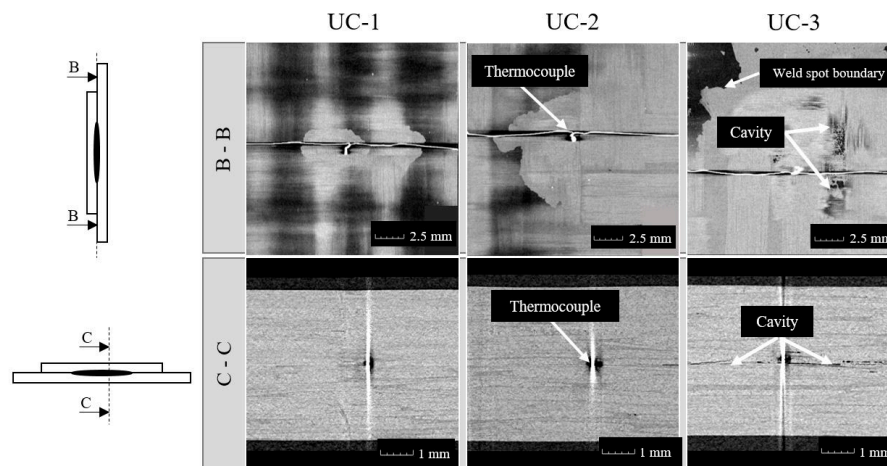 UC-1
UC-2
UC-3
B
B
B - B
Thermocouple
Weld spot boundary
Cavity
2.5 mm
2.5 mm
2.5 mm
C
C
C - C
Thermocouple
Cavity
1 mm
1 mm
1 mm